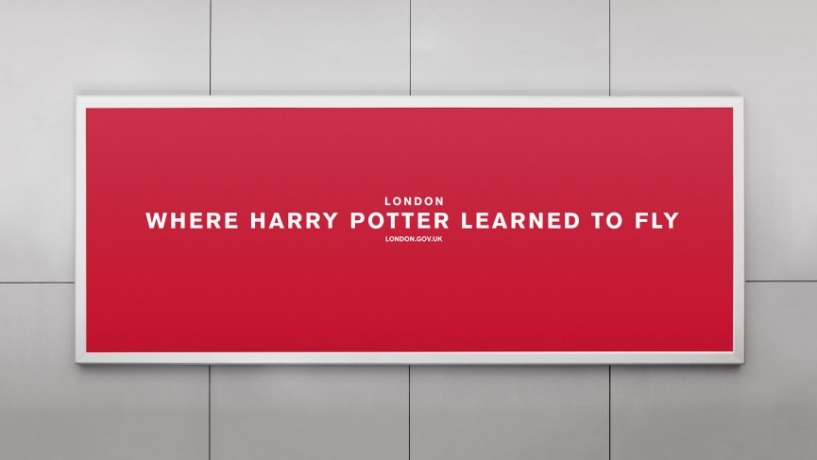 LONDON
WHERE HARRY POTTER LEARNED TO FLY
LONDON.GOV.UK